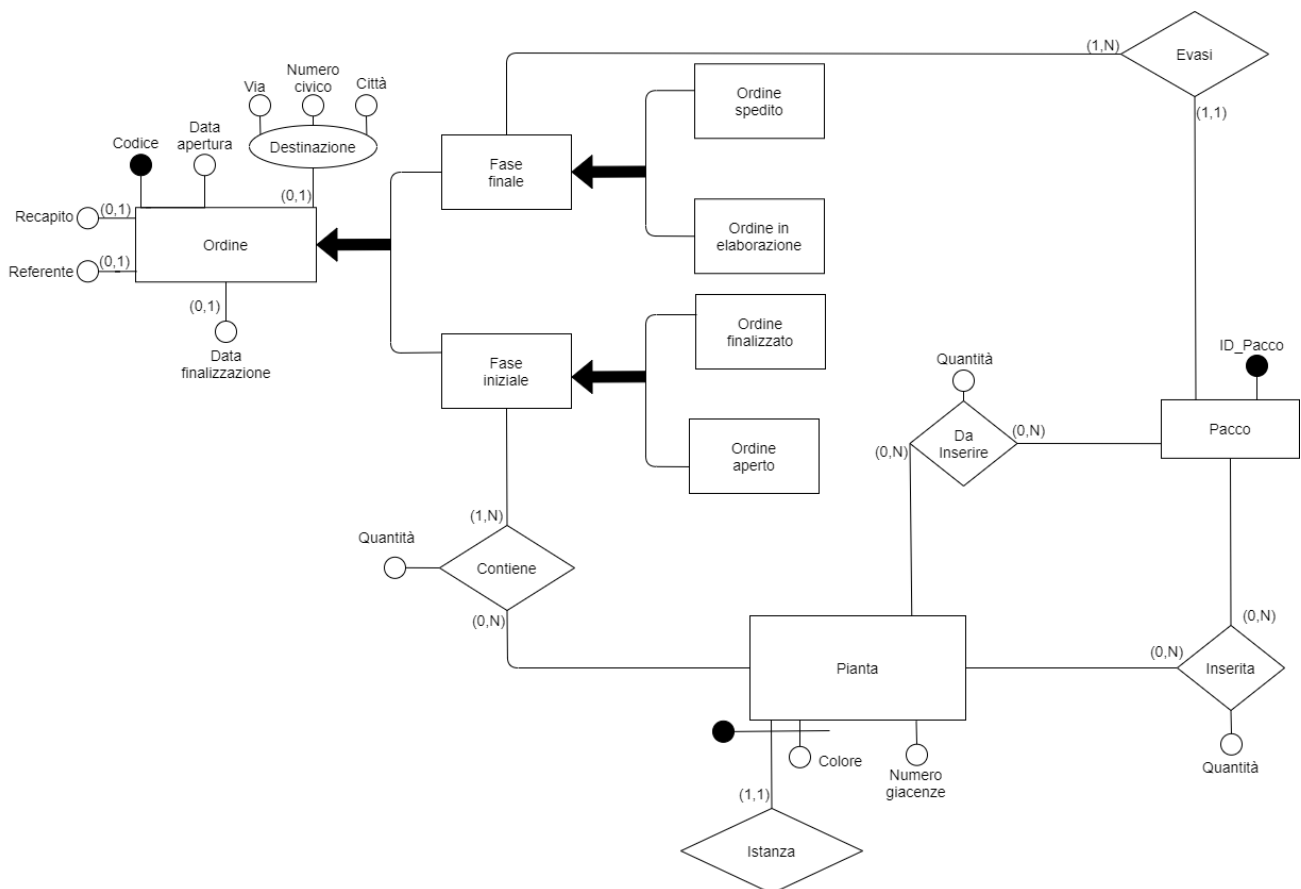 (1,N)
Evasi
(1,1)
Via
Numero
civico
Città
Destinazione
(0,1)
Codice
Data
apertura
Recapito
(0,1)
Referente
(0,1)
Ordine
(0,1)
Data
finalizzazione
Fase
finale
Ordine
spedito
Ordine in
elaborazione
Fase
iniziale
Ordine
finalizzato
Ordine
aperto
Quantità
Da
Inserire
(0,N)
(0,N)
ID_Pacco
Pacco
(1,N)
Quantità
Contiene
(0,N)
Pianta
(0,N)
(0,N)
Inserita
Quantità
Colore
Numero
giacenze
(1,1)
Istanza